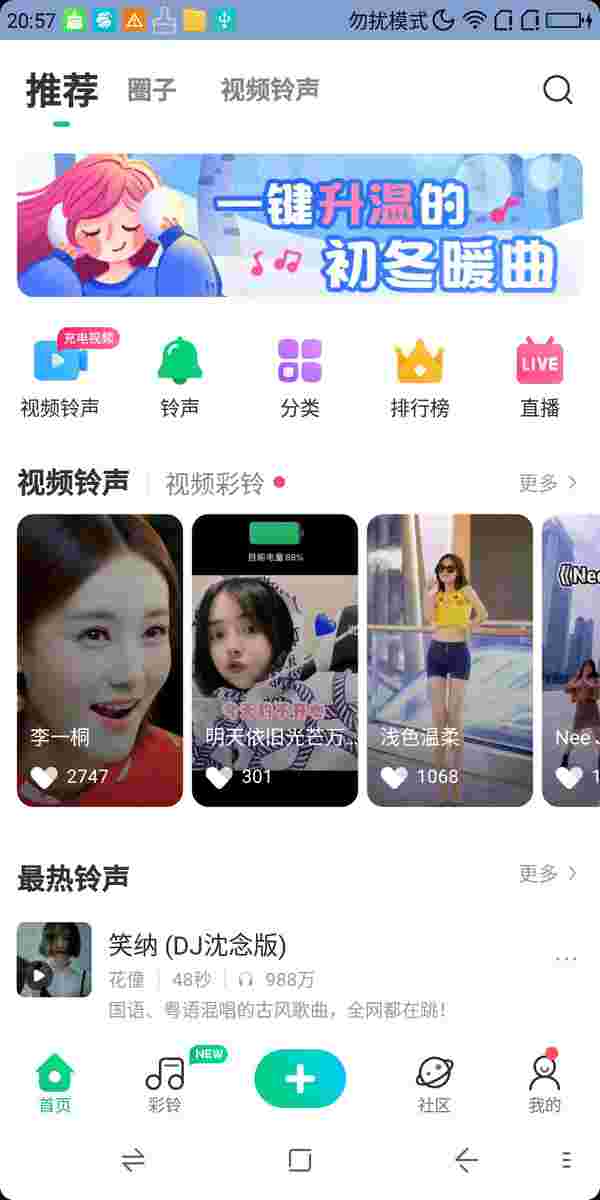 20:57 勿扰模式
推荐 圈子 视频铃声
一键升温的
初冬暖曲
充电视频
LIVE
视频铃声 铃声 分类 排行榜 直播
视频铃声 视频彩铃 更多
目前电量88%
《Nee
李一桐 明天依旧光芒万... 浅色温柔 Nee
2747 301 1068 1
最热铃声 更多
笑纳 (DJ沈念版)
花僮 48秒 988万
国语、粤语混唱的古风歌曲，全网都在跳！
NEW
首页 彩铃 社区 我的